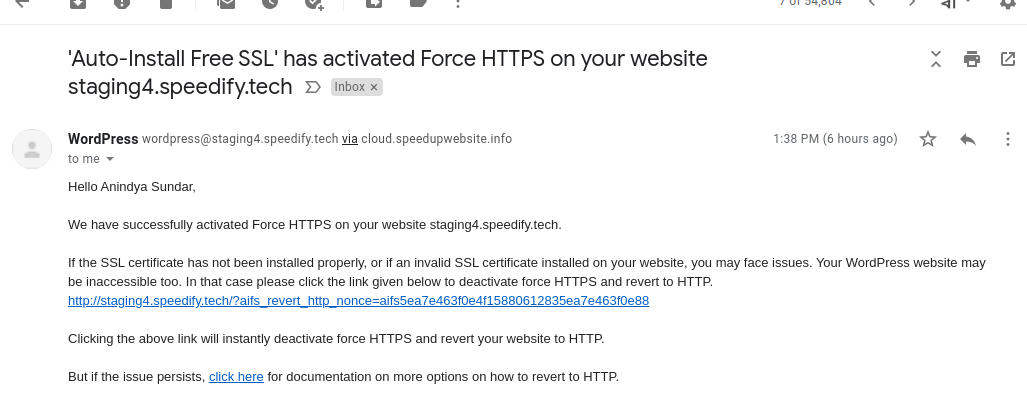 7 of 54,804
'Auto-Install Free SSL' has activated Force HTTPS on your website
staging4.speedify.tech Inbox ×
WordPress wordpress@staging4.speedify.tech via cloud.speedupwebsite.info 1:38 PM (6 hours ago)
to me
Hello Anindya Sundar,
We have successfully activated Force HTTPS on your website staging4.speedify.tech.
If the SSL certificate has not been installed properly, or if an invalid SSL certificate installed on your website, you may face issues. Your WordPress website may
be inaccessible too. In that case please click the link given below to deactivate force HTTPS and revert to HTTP.
http://staging4.speedify.tech/?aifs_revert_http_nonce=aifs5ea7e463f0e4f15880612835ea7e463f0e88
Clicking the above link will instantly deactivate force HTTPS and revert your website to HTTP.
But if the issue persists, click here for documentation on more options on how to revert to HTTP.